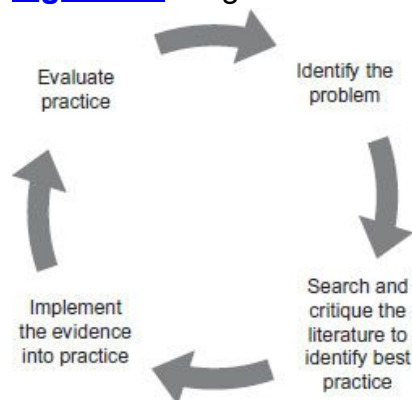 Evaluate
practice
Identify the
problem
Search and
critique the
literature to
identify best
practice
Implement
the evidence
into practice